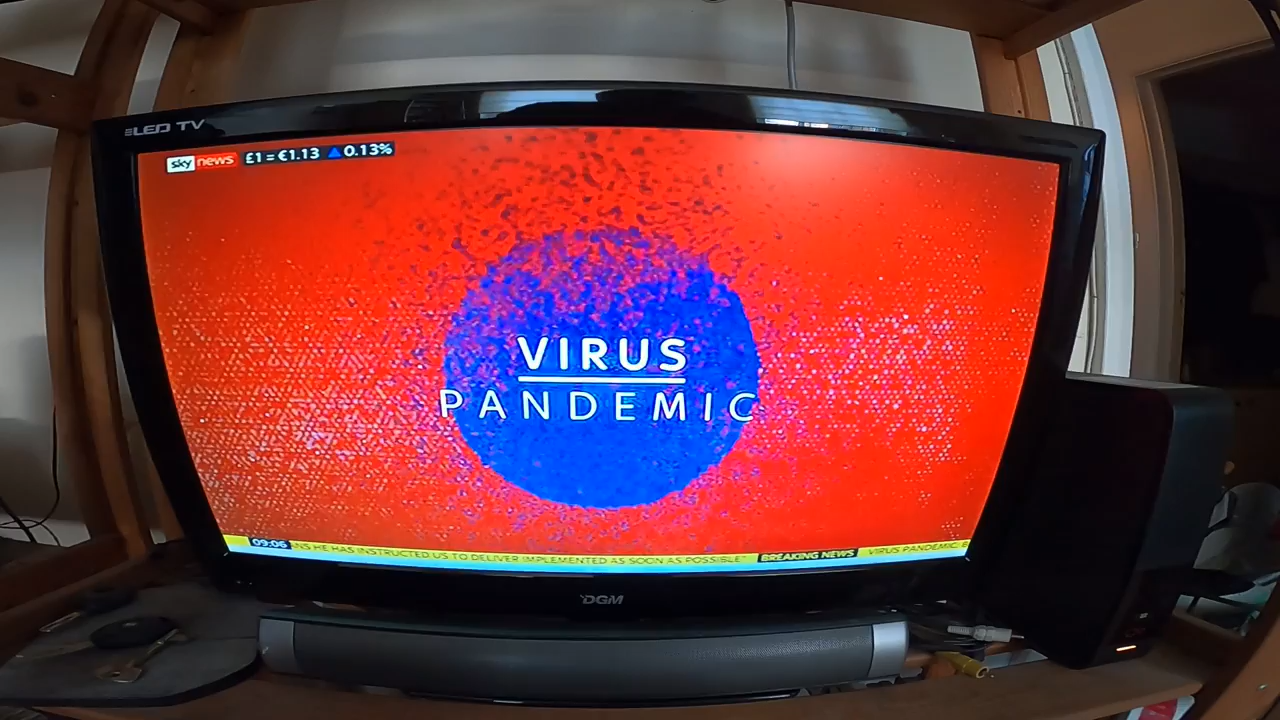 LED TV
sky news £1 = €1.13 ▲ 0.13%
VIRUS
PANDEMIC
09:06 NS HE HAS INSTRUCTED US TO DELIVER IMPLEMENTED AS SOON AS POSSIBLE" BREAKING NEWS VIRUS PANDEMIC
DGM